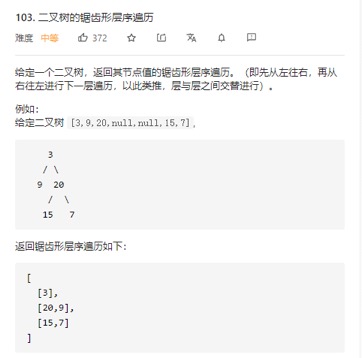 103. 二叉树的锯齿形层序遍历
难度 中等 372
给定一个二叉树，返回其节点值的锯齿形层序遍历。（即先从左往右，再从
右往左进行下一层遍历，以此类推，层与层之间交替进行）。
例如：
给定二叉树 [3,9,20,null,null,15,7],
3
/ \
9 20
/ \
15 7
返回锯齿形层序遍历如下：
[
[3],
[20,9],
[15,7]
]